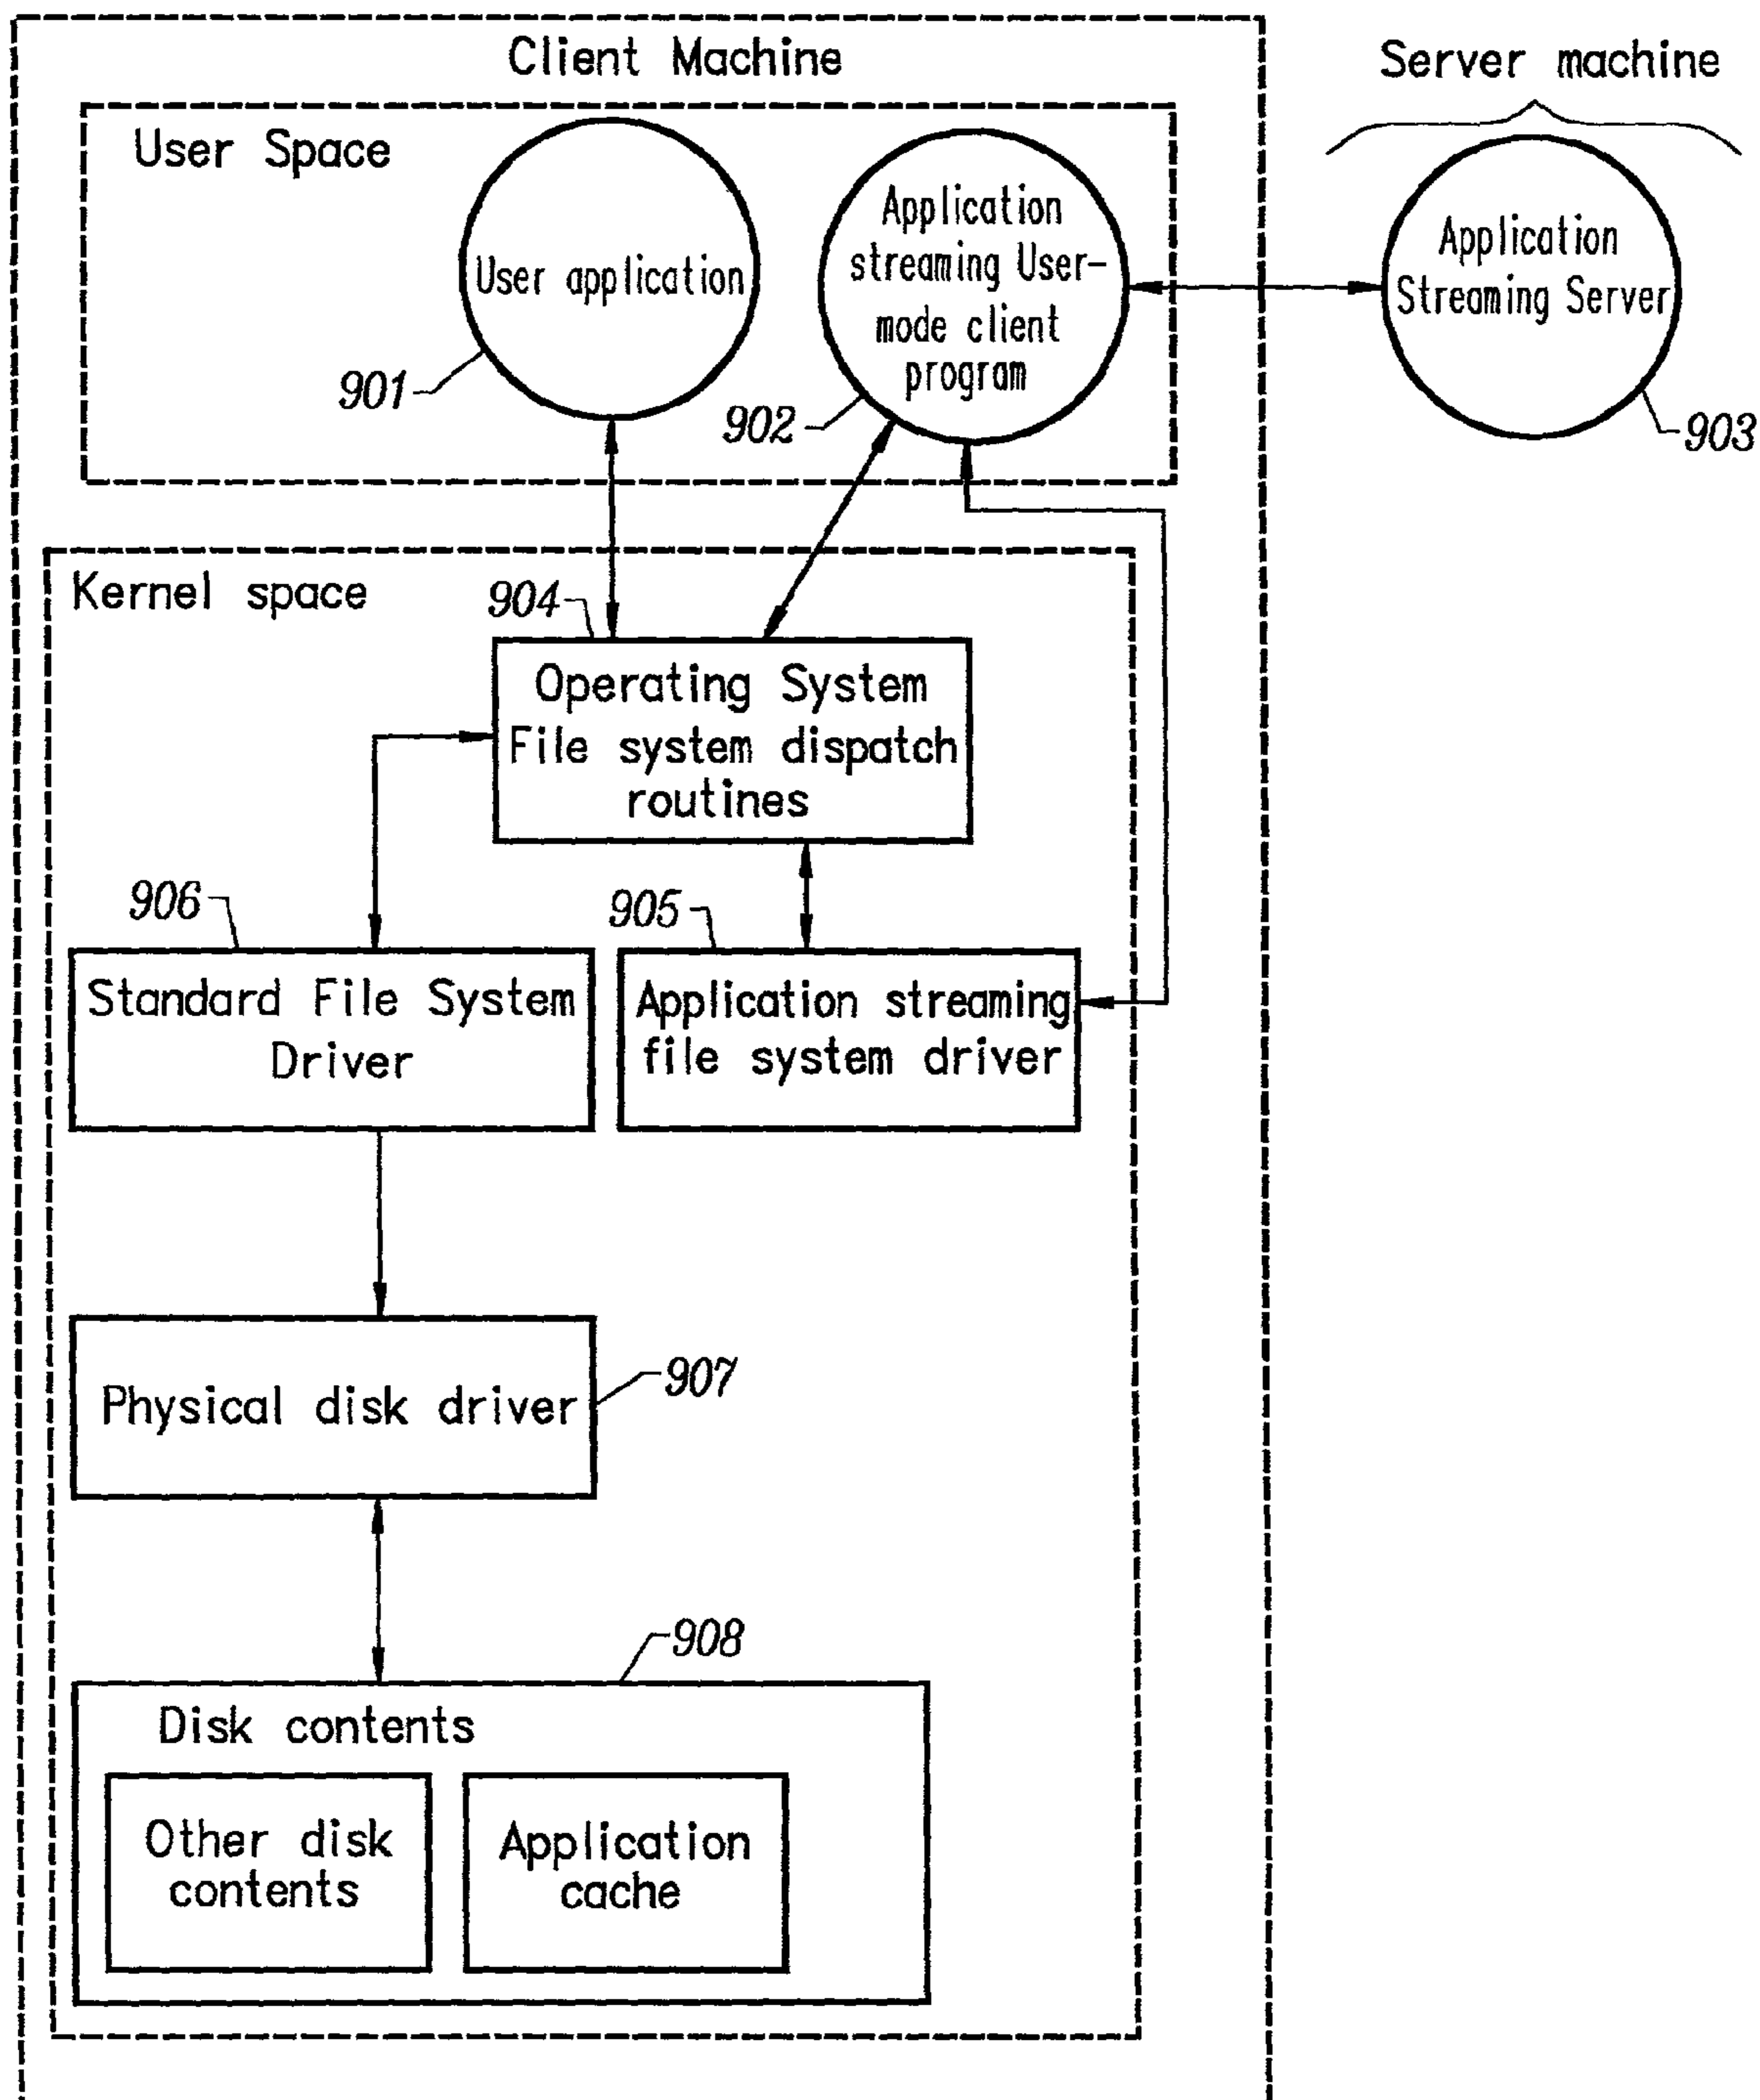 Client Machine
Server machine
User Space
User application
Application
streaming User-
mode client
program
Application
Streaming Server
901
902
903
Kernel space
904
Operating System
File system dispatch
routines
906
905
Standard File System
Driver
Application streaming
file system driver
Physical disk driver
907
908
Disk contents
Other disk
contents
Application
cache